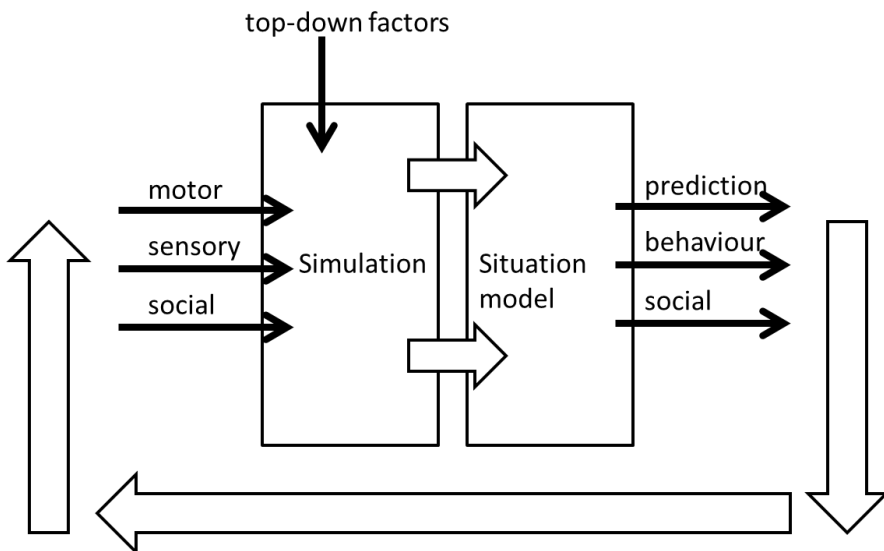 top-down factors
motor
sensory
social
Simulation
Situation
model
prediction
behaviour
social